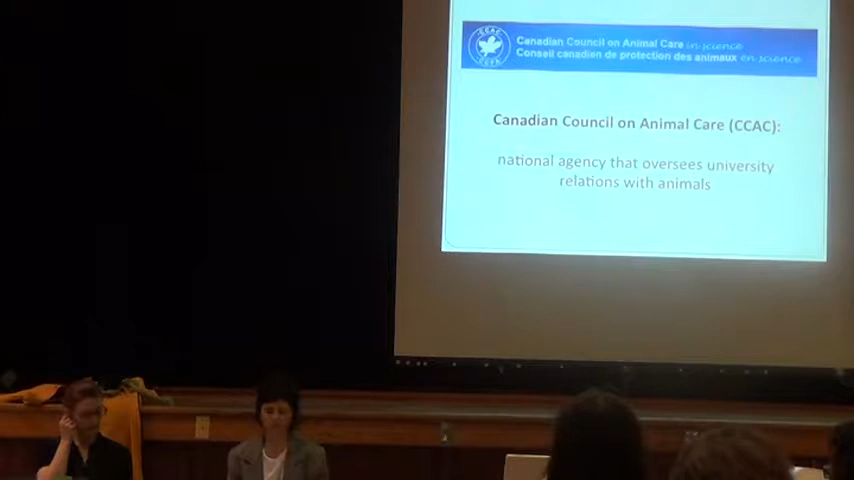 CCAC
Canadian Council on Animal Care in science
Conseil canadien de protection des animaux en science
CCPA
Canadian Council on Animal Care (CCAC):
national agency that oversees university
relations with animals